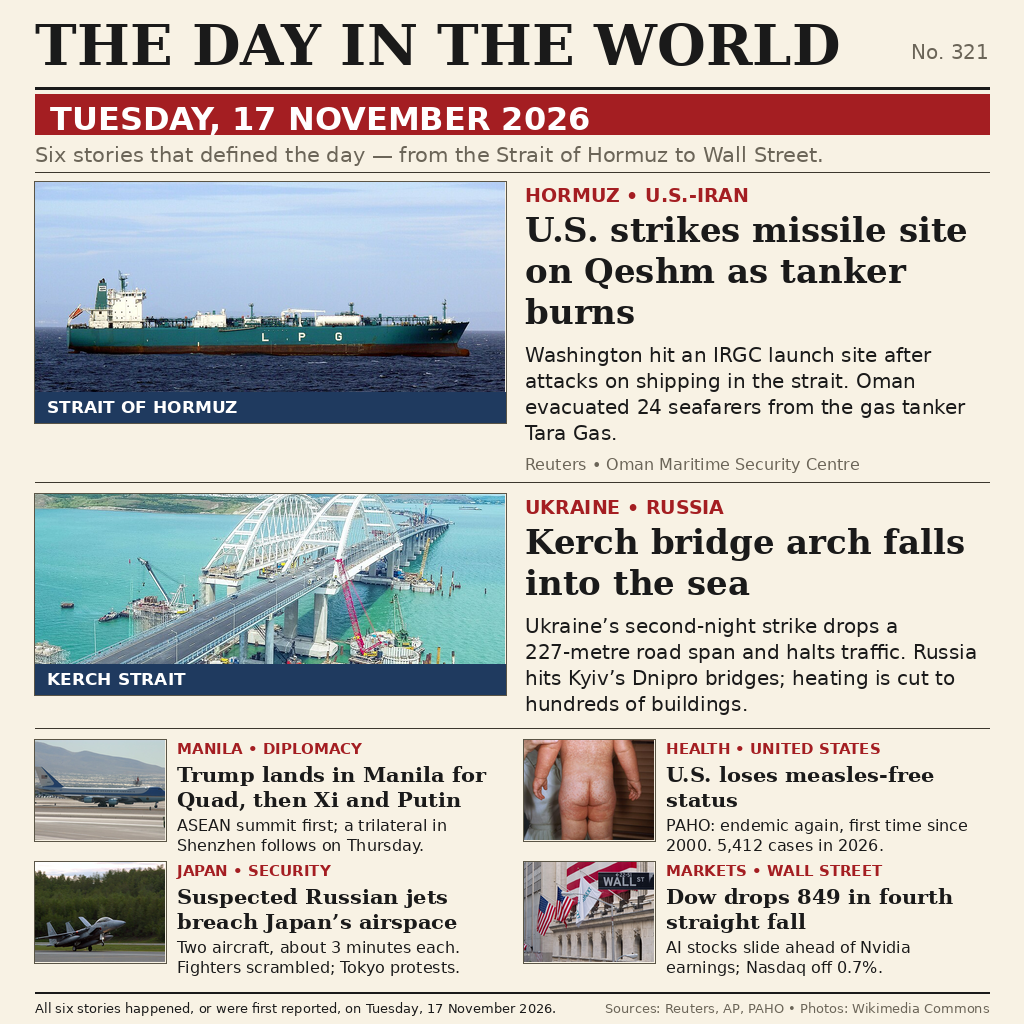 THE DAY IN THE WORLD
No. 321
TUESDAY, 17 NOVEMBER 2026
Six stories that defined the day — from the Strait of Hormuz to Wall Street.
L P G
STRAIT OF HORMUZ
HORMUZ • U.S.-IRAN
U.S. strikes missile site
on Qeshm as tanker
burns
Washington hit an IRGC launch site after
attacks on shipping in the strait. Oman
evacuated 24 seafarers from the gas tanker
Tara Gas.
Reuters • Oman Maritime Security Centre
KERCH STRAIT
UKRAINE • RUSSIA
Kerch bridge arch falls
into the sea
Ukraine’s second-night strike drops a
227-metre road span and halts traffic. Russia
hits Kyiv’s Dnipro bridges; heating is cut to
hundreds of buildings.
MANILA • DIPLOMACY
Trump lands in Manila for
Quad, then Xi and Putin
ASEAN summit first; a trilateral in
Shenzhen follows on Thursday.
HEALTH • UNITED STATES
U.S. loses measles-free
status
PAHO: endemic again, first time since
2000. 5,412 cases in 2026.
JAPAN • SECURITY
Suspected Russian jets
breach Japan’s airspace
Two aircraft, about 3 minutes each.
Fighters scrambled; Tokyo protests.
WALL ST
MARKETS • WALL STREET
Dow drops 849 in fourth
straight fall
AI stocks slide ahead of Nvidia
earnings; Nasdaq off 0.7%.
All six stories happened, or were first reported, on Tuesday, 17 November 2026.
Sources: Reuters, AP, PAHO • Photos: Wikimedia Commons